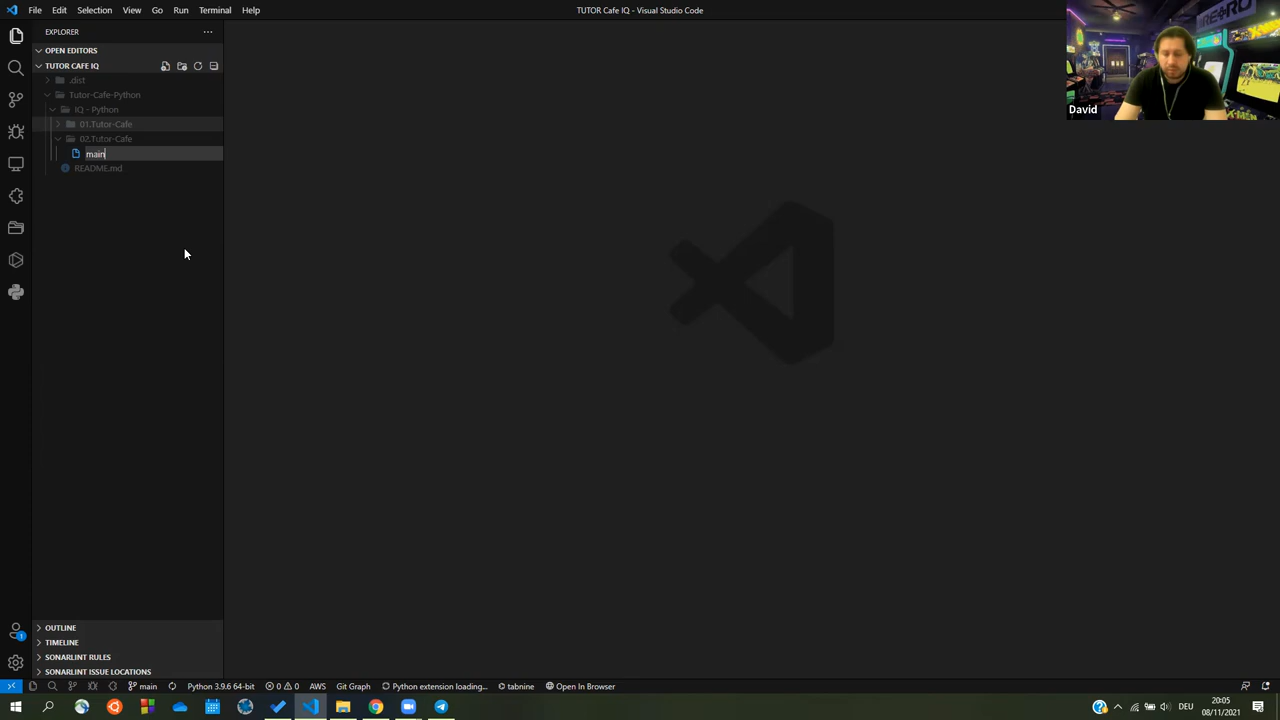 File Edit Selection View Go Run Terminal Help
TUTOR Cafe IQ - Visual Studio Code
RETRO
David
EXPLORER
OPEN EDITORS
TUTOR CAFE IQ
.dist
Tutor-Cafe-Python
IQ - Python
01.Tutor-Cafe
02.Tutor-Cafe
main
README.md
OUTLINE
TIMELINE
SONARLINT RULES
SONARLINT ISSUE LOCATIONS
1
main Python 3.9.6 64-bit 0 0 AWS Git Graph Python extension loading... tabnine Open In Browser
DEU 20:05
08/11/2021